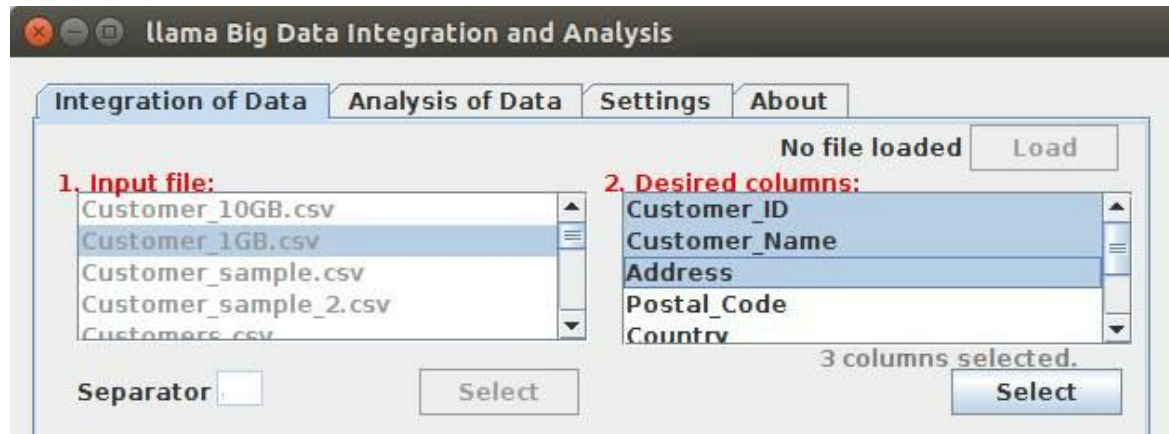 llama Big Data Integration and Analysis
Integration of Data Analysis of Data Settings About
No file loaded Load
1. Input file:
Customer_10GB.csv
Customer_1GB.csv
Customer_sample.csv
Customer_sample_2.csv
Customers.csv
2. Desired columns:
Customer_ID
Customer_Name
Address
Postal_Code
Country
3 columns selected.
Separator ,
Select
Select